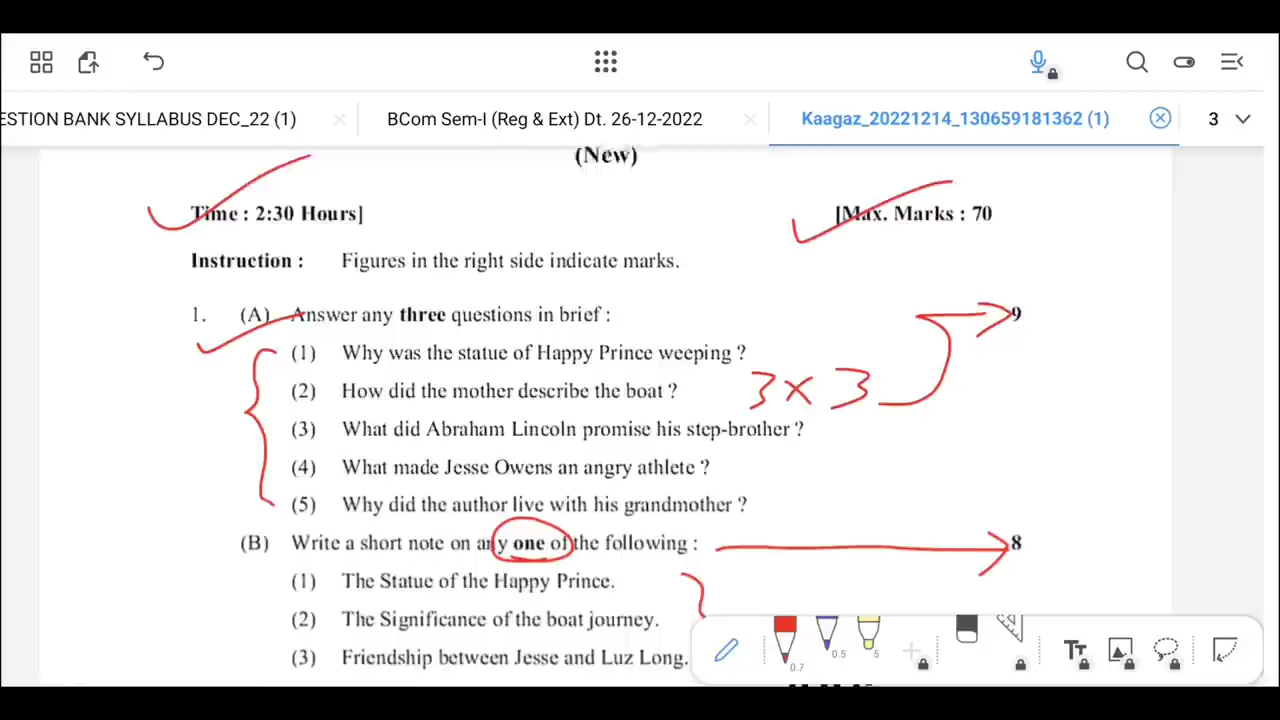 ESTION BANK SYLLABUS DEC_22 (1)
BCom Sem-I (Reg & Ext) Dt. 26-12-2022
Kaagaz_20221214_130659181362 (1)
3
(New)
Time : 2:30 Hours]
[Max. Marks : 70
Instruction : Figures in the right side indicate marks.
1. (A) Answer any three questions in brief : 9
(1) Why was the statue of Happy Prince weeping ?
(2) How did the mother describe the boat ?
3 × 3
(3) What did Abraham Lincoln promise his step-brother ?
(4) What made Jesse Owens an angry athlete ?
(5) Why did the author live with his grandmother ?
(B) Write a short note on any one of the following : 8
(1) The Statue of the Happy Prince.
(2) The Significance of the boat journey.
(3) Friendship between Jesse and Luz Long.
0.7
0.5
5
Tт